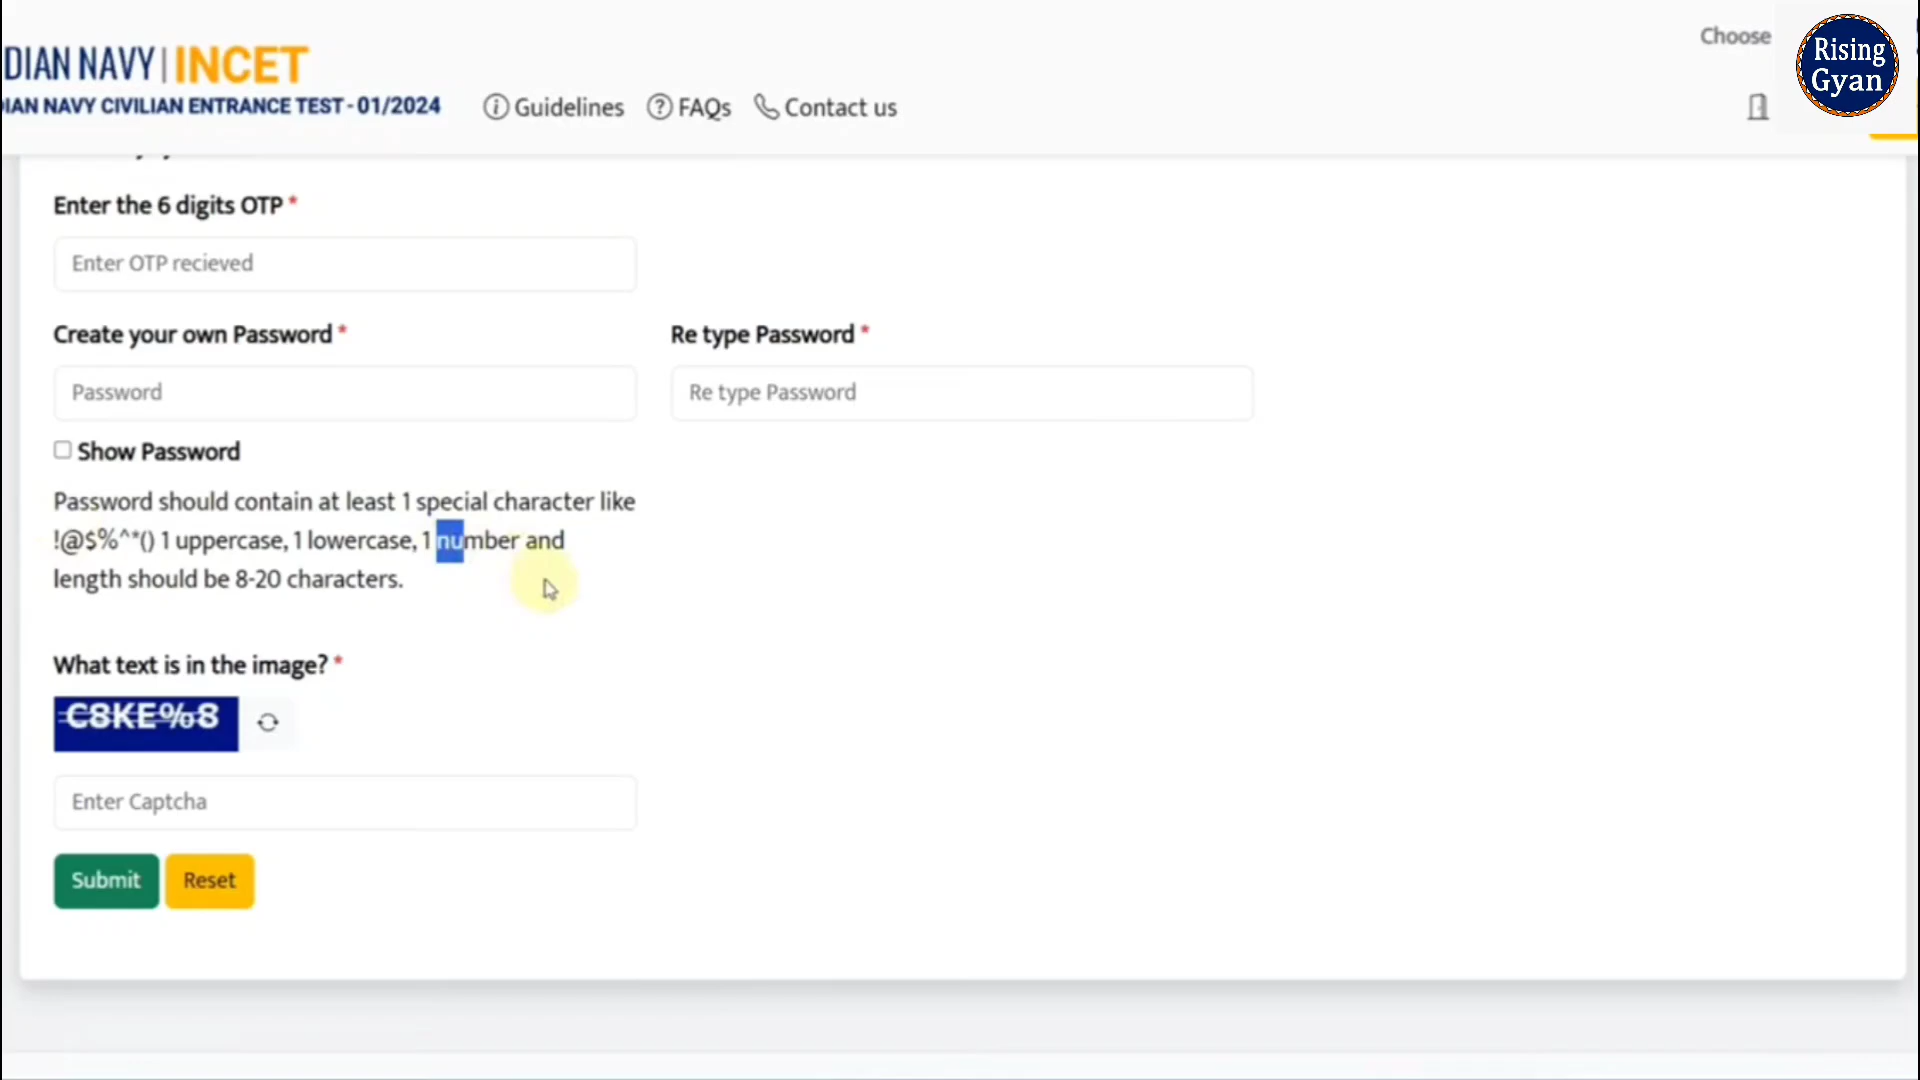 DIAN NAVY | INCET
IAN NAVY CIVILIAN ENTRANCE TEST - 01/2024
Guidelines
FAQs
Contact us
Choose
Rising
Gyan
Enter the 6 digits OTP *
Enter OTP recieved
Create your own Password *
Re type Password *
Password
Re type Password
Show Password
Password should contain at least 1 special character like
!@$%^*() 1 uppercase, 1 lowercase, 1 number and
length should be 8-20 characters.
What text is in the image? *
C8KE%8
Enter Captcha
Submit
Reset